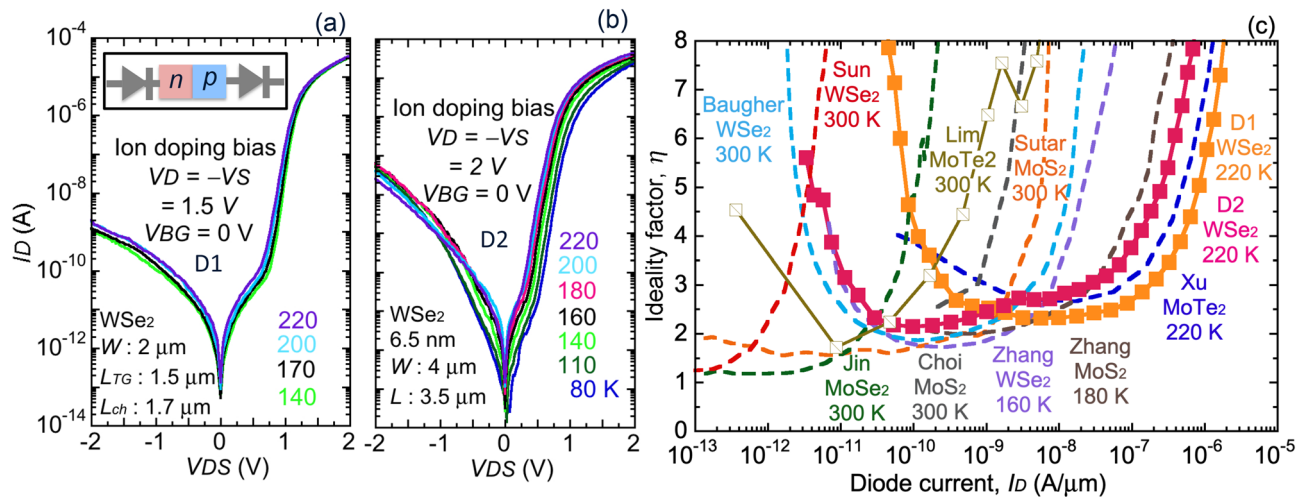 (a)
10⁻⁴
10⁻⁶
10⁻⁸
10⁻¹⁰
10⁻¹²
10⁻¹⁴
ID (A)
n p
Ion doping bias
VD = –VS
= 1.5 V
VBG = 0 V
D1
WSe₂
W : 2 μm
LTG : 1.5 μm
Lch : 1.7 μm
220
200
170
140
-2 -1 0 1 2
VDS (V)
(b)
Ion doping bias
VD = –VS
= 2 V
VBG = 0 V
D2
WSe₂
6.5 nm
W : 4 μm
L : 3.5 μm
220
200
180
160
140
110
80 K
-2 -1 0 1 2
VDS (V)
(c)
Ideality factor, η
8
7
6
5
4
3
2
1
Baugher
WSe₂
300 K
Sun
WSe₂
300 K
Lim
MoTe2
300 K
Sutar
MoS₂
300 K
D1
WSe₂
220 K
D2
WSe₂
220 K
Xu
MoTe₂
220 K
Jin
MoSe₂
300 K
Choi
MoS₂
300 K
Zhang
WSe₂
160 K
Zhang
MoS₂
180 K
10⁻¹³ 10⁻¹² 10⁻¹¹ 10⁻¹⁰ 10⁻⁹ 10⁻⁸ 10⁻⁷ 10⁻⁶ 10⁻⁵
Diode current, ID (A/μm)